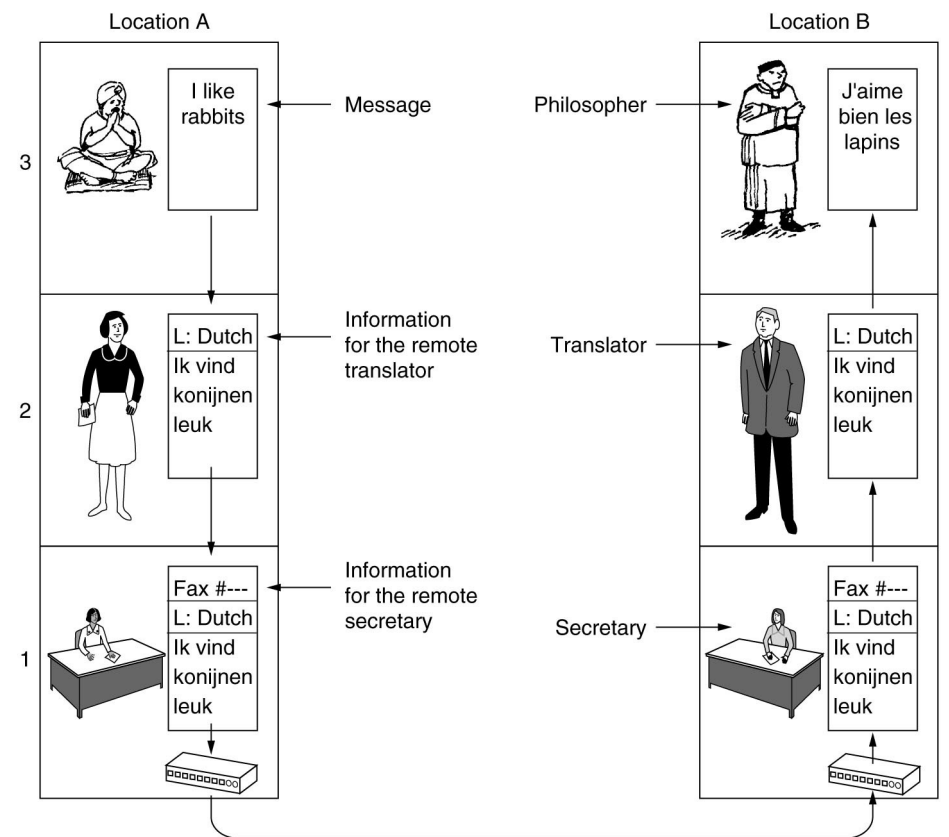 Location A
Location B
3
I like
rabbits
Message
Philosopher
J'aime
bien les
lapins
2
L: Dutch
Ik vind
konijnen
leuk
Information
for the remote
translator
Translator
L: Dutch
Ik vind
konijnen
leuk
1
Fax #---
L: Dutch
Ik vind
konijnen
leuk
Information
for the remote
secretary
Secretary
Fax #---
L: Dutch
Ik vind
konijnen
leuk